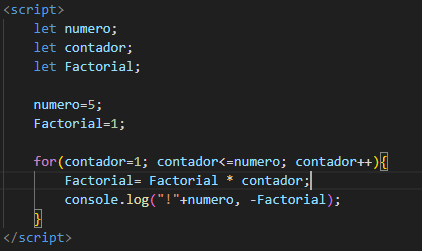 <script>
let numero;
let contador;
let Factorial;
numero=5;
Factorial=1;
for(contador=1; contador<=numero; contador++){
Factorial= Factorial * contador;
console.log("!"+numero, -Factorial);
}
</script>